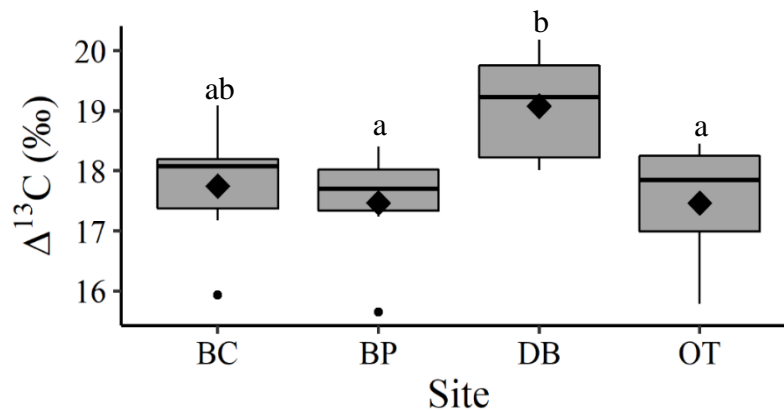 b
20
ab
19
a
a
18
17
16
Δ¹³C (‰)
BC BP DB OT
Site